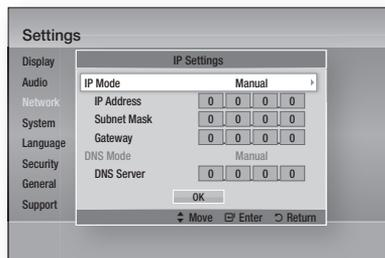 Settings
Display
Audio
Network
System
Language
Security
General
Support
IP Settings
IP Mode Manual
IP Address 0 . 0 . 0 . 0
Subnet Mask 0 . 0 . 0 . 0
Gateway 0 . 0 . 0 . 0
DNS Mode Manual
DNS Server 0 . 0 . 0 . 0
OK
Move Enter Return